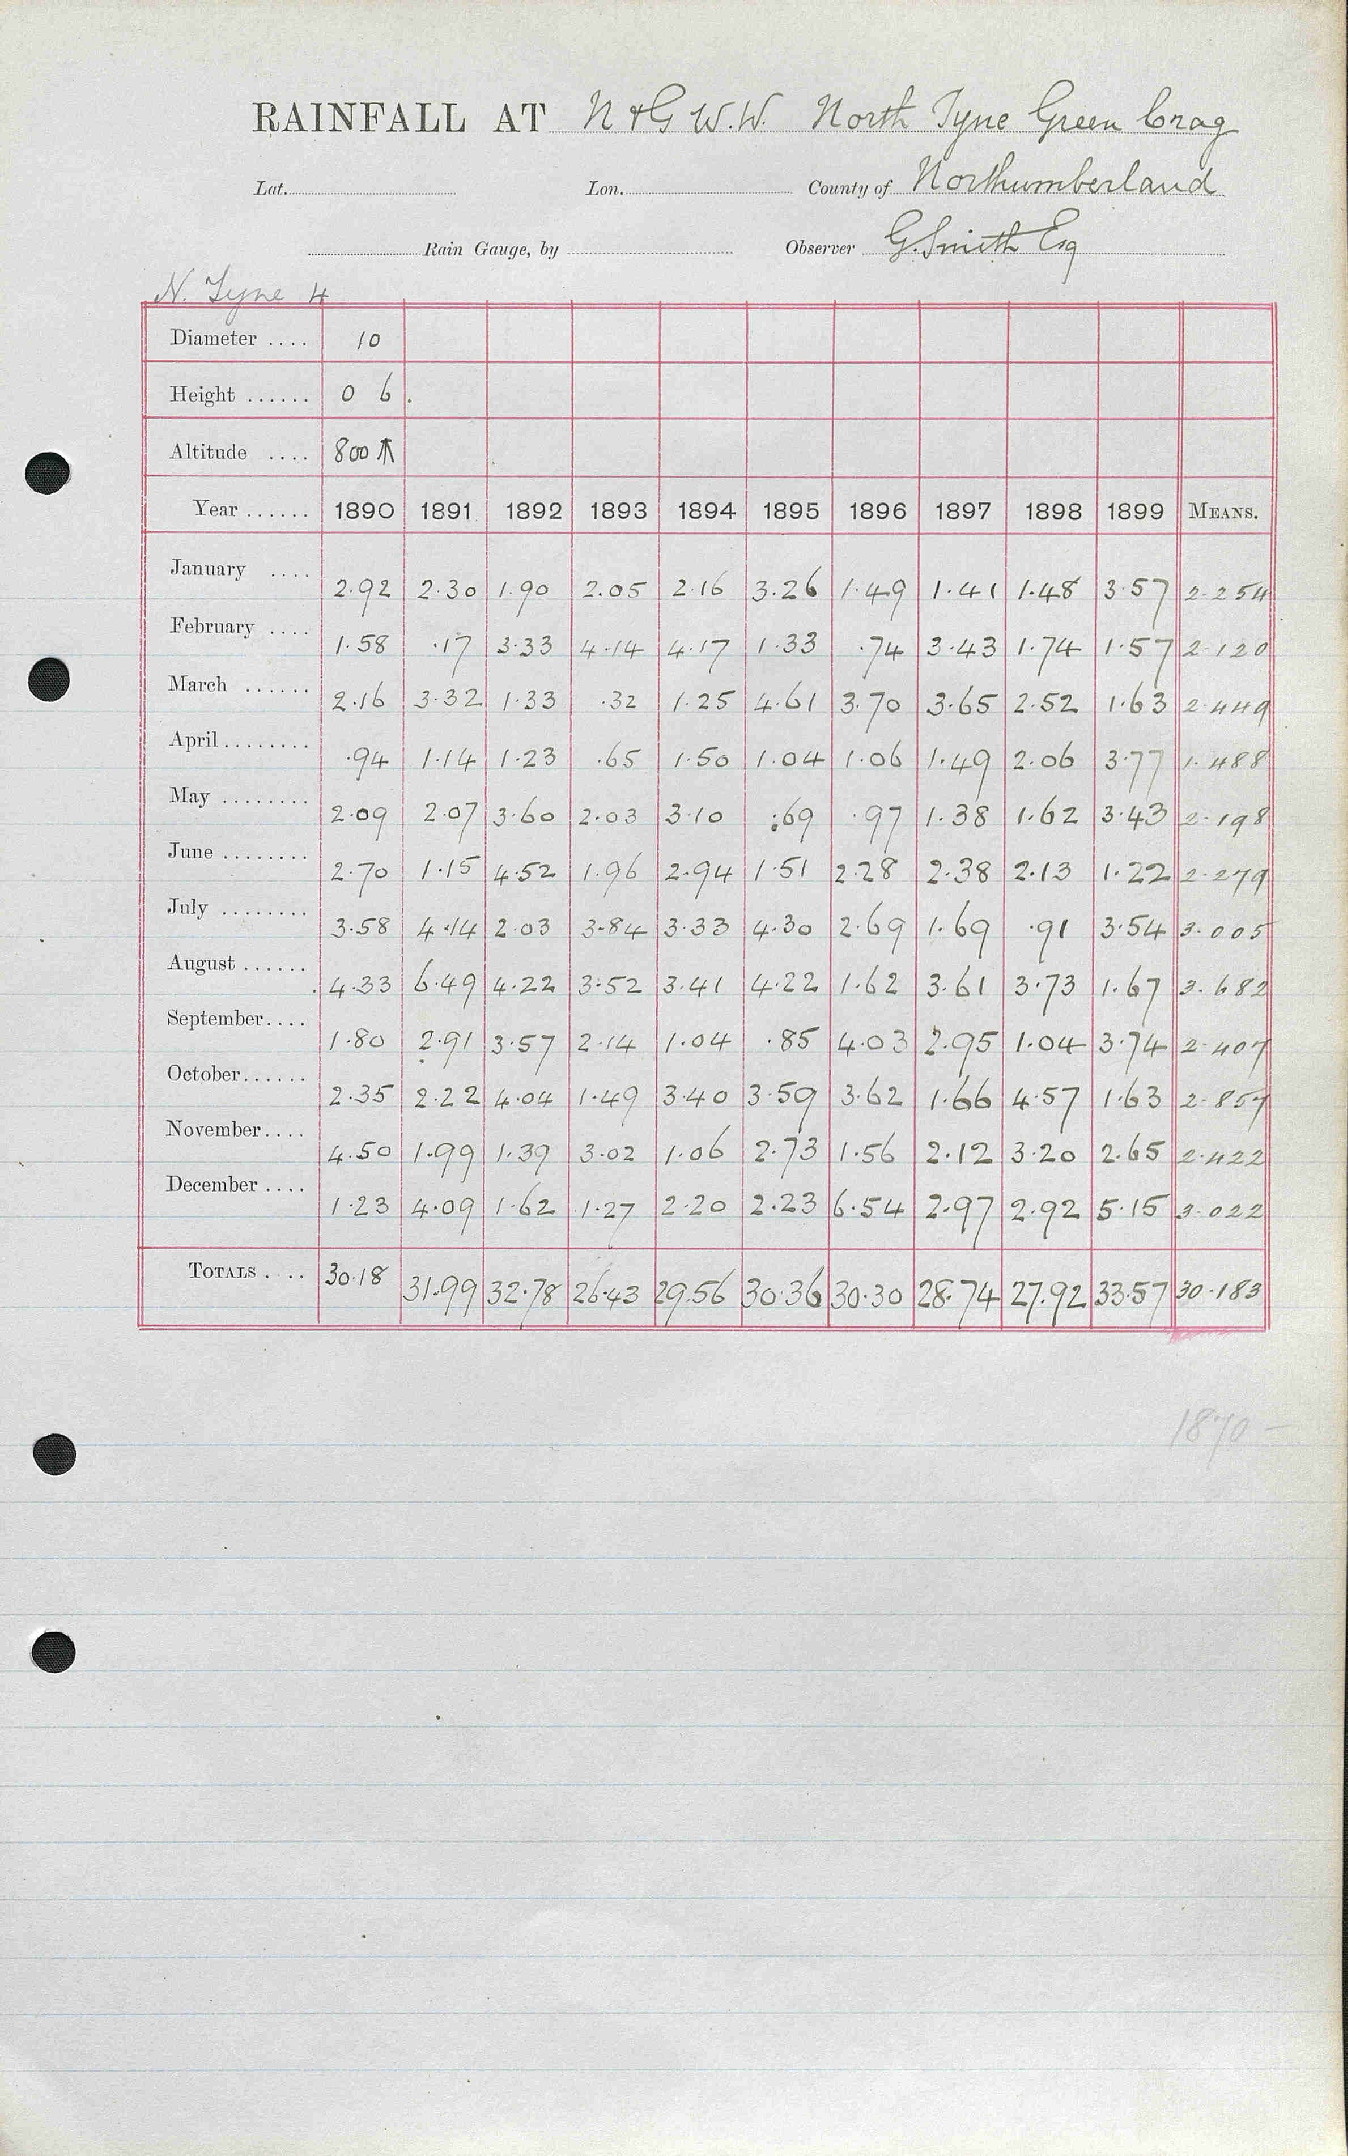 RAINFALL AT N & G W.W. North Tyne Green Crag
Lat. Lon. County of Northumberland
Rain Gauge, by Observer G. Smith Esq
N. Tyne 4
Diameter .... 10
Height ...... 0 6.
Altitude .... 800 ↑
Year ...... 1890 1891 1892 1893 1894 1895 1896 1897 1898 1899 MEANS.
January .... 2.92 2.30 1.90 2.05 2.16 3.26 1.49 1.41 1.48 3.57 2.254
February .... 1.58 .17 3.33 4.14 4.17 1.33 .74 3.43 1.74 1.57 2.120
March ...... 2.16 3.32 1.33 .32 1.25 4.61 3.70 3.65 2.52 1.63 2.449
April ........ .94 1.14 1.23 .65 1.50 1.04 1.06 1.49 2.06 3.77 1.488
May ........ 2.09 2.07 3.60 2.03 3.10 .69 .97 1.38 1.62 3.43 2.198
June ........ 2.70 1.15 4.52 1.96 2.94 1.51 2.28 2.38 2.13 1.22 2.279
July ........ 3.58 4.14 2.03 3.84 3.33 4.30 2.69 1.69 .91 3.54 3.005
August ...... 4.33 6.49 4.22 3.52 3.41 4.22 1.62 3.61 3.73 1.67 3.682
September .... 1.80 2.91 3.57 2.14 1.04 .85 4.03 2.95 1.04 3.74 2.407
October ...... 2.35 2.22 4.04 1.49 3.40 3.59 3.62 1.66 4.57 1.63 2.857
November .... 4.50 1.99 1.39 3.02 1.06 2.73 1.56 2.12 3.20 2.65 2.422
December .... 1.23 4.09 1.62 1.27 2.20 2.23 6.54 2.97 2.92 5.15 3.022
TOTALS .... 30.18 31.99 32.78 26.43 29.56 30.36 30.30 28.74 27.92 33.57 30.183
1870 -